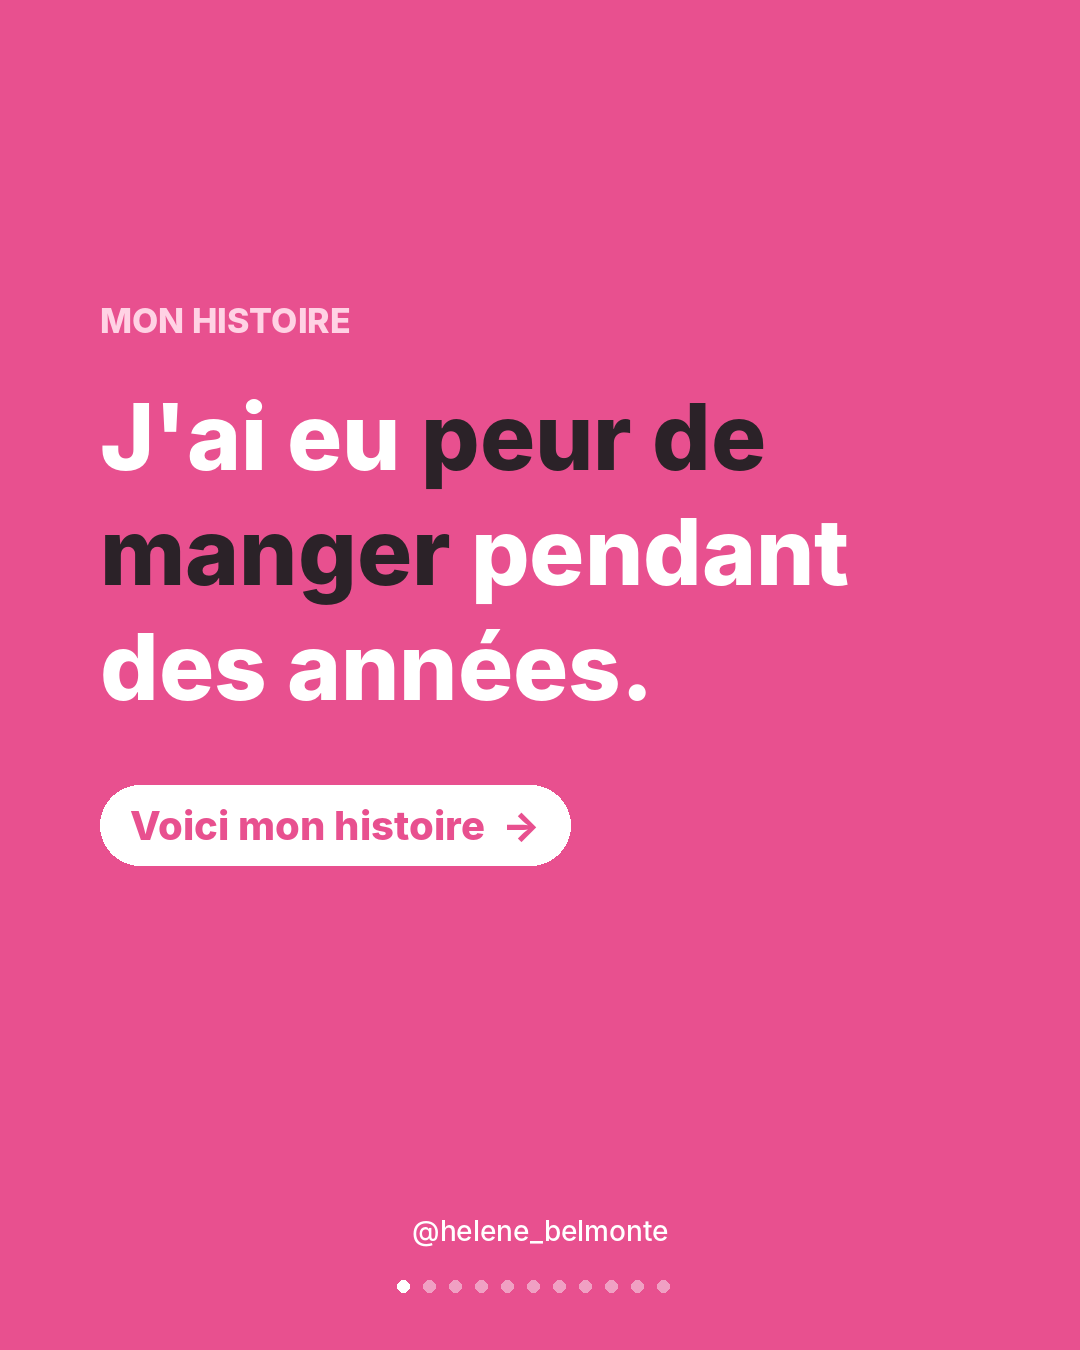 MON HISTOIRE
J'ai eu peur de
manger pendant
des années.
Voici mon histoire →
@helene_belmonte